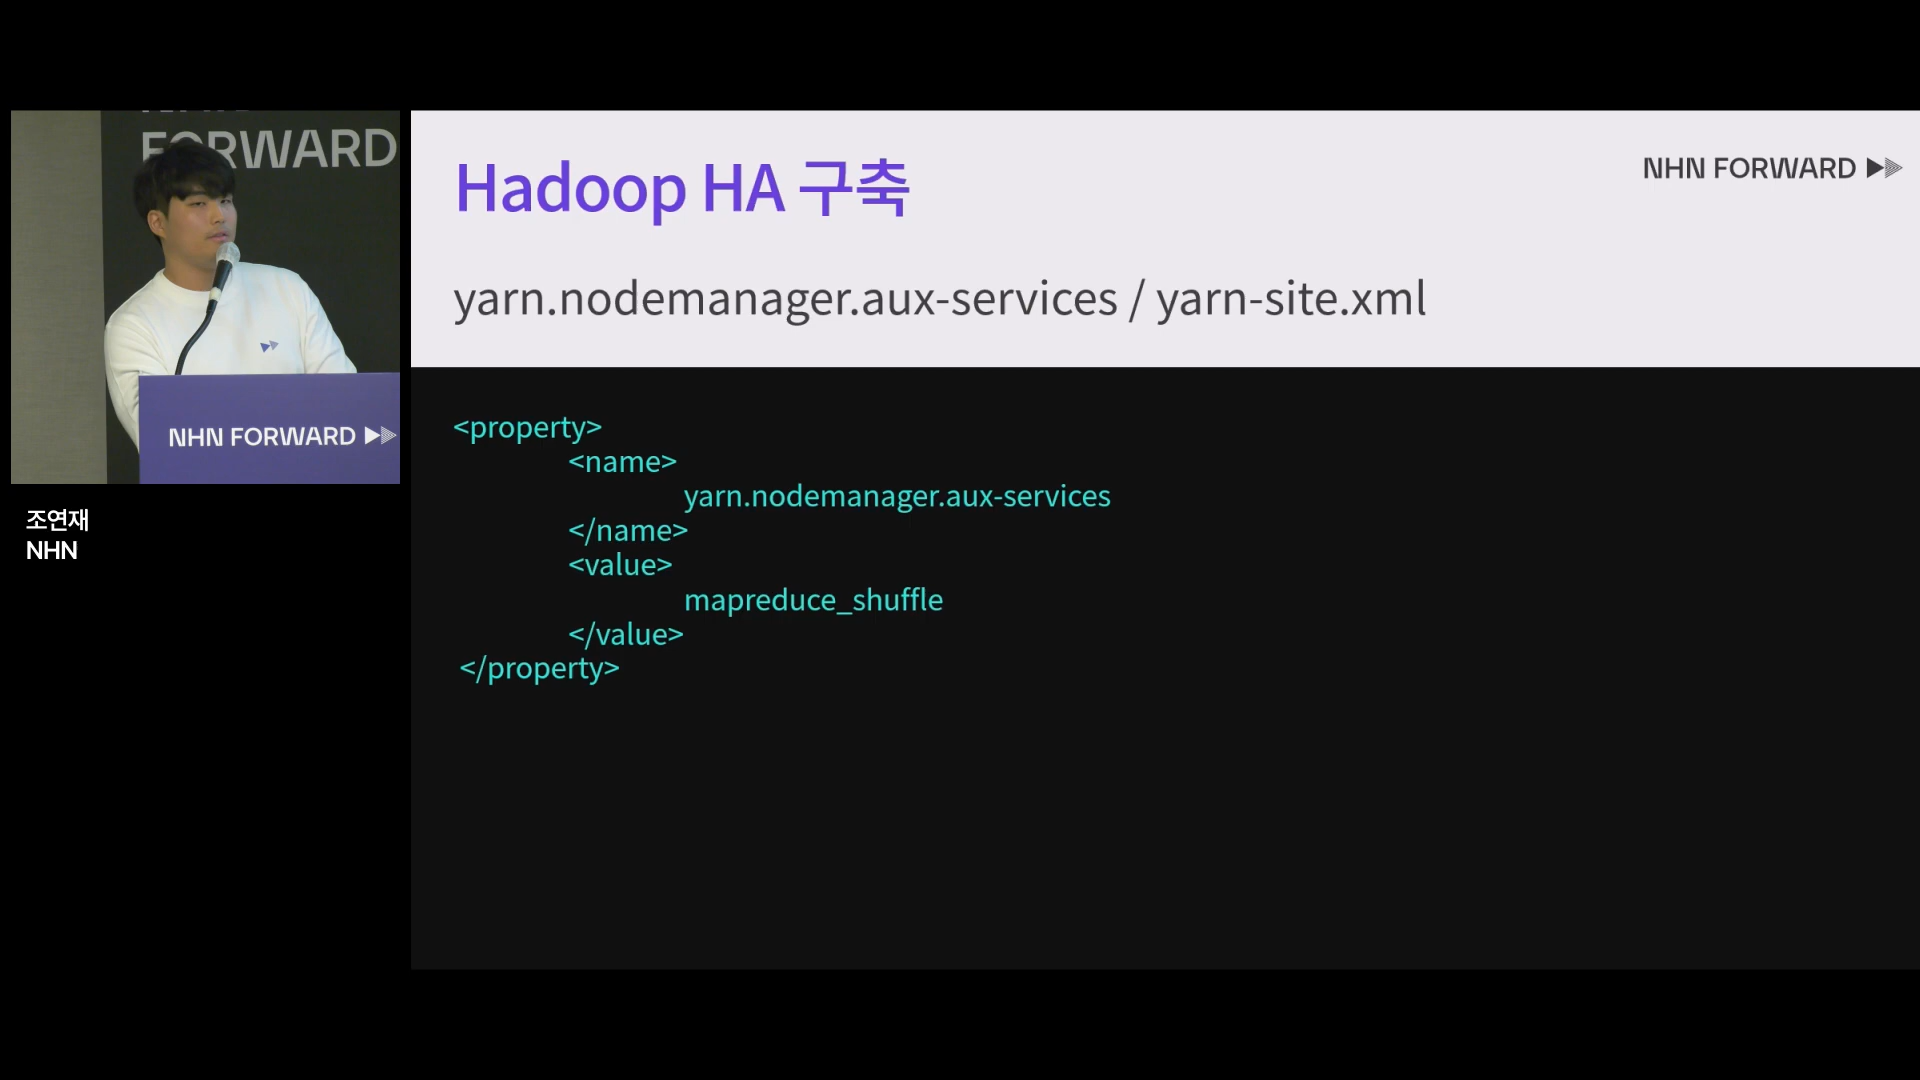 FORWARD
NHN FORWARD
조연재
NHN
Hadoop HA 구축
NHN FORWARD
yarn.nodemanager.aux-services / yarn-site.xml
<property>
<name>
yarn.nodemanager.aux-services
</name>
<value>
mapreduce_shuffle
</value>
</property>